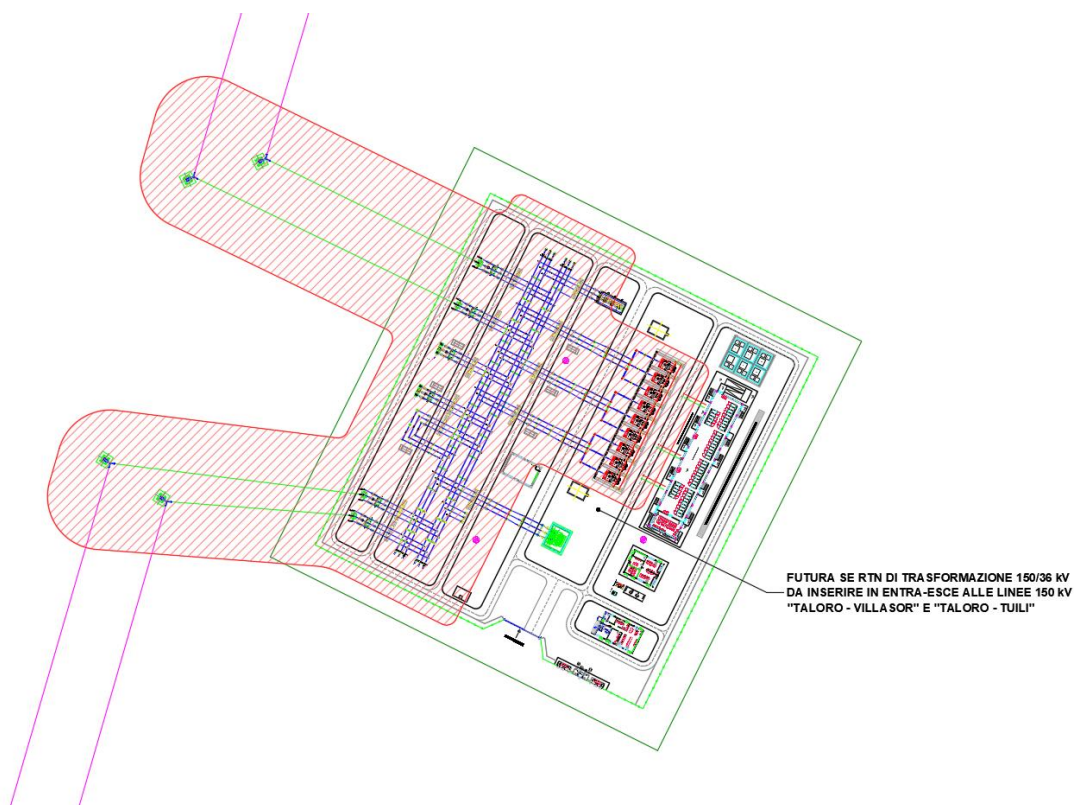 FUTURA SE RTN DI TRASFORMAZIONE 150/36 kV
DA INSERIRE IN ENTRA-ESCE ALLE LINEE 150 kV
"TALORO - VILLASOR" E "TALORO - TUILI"